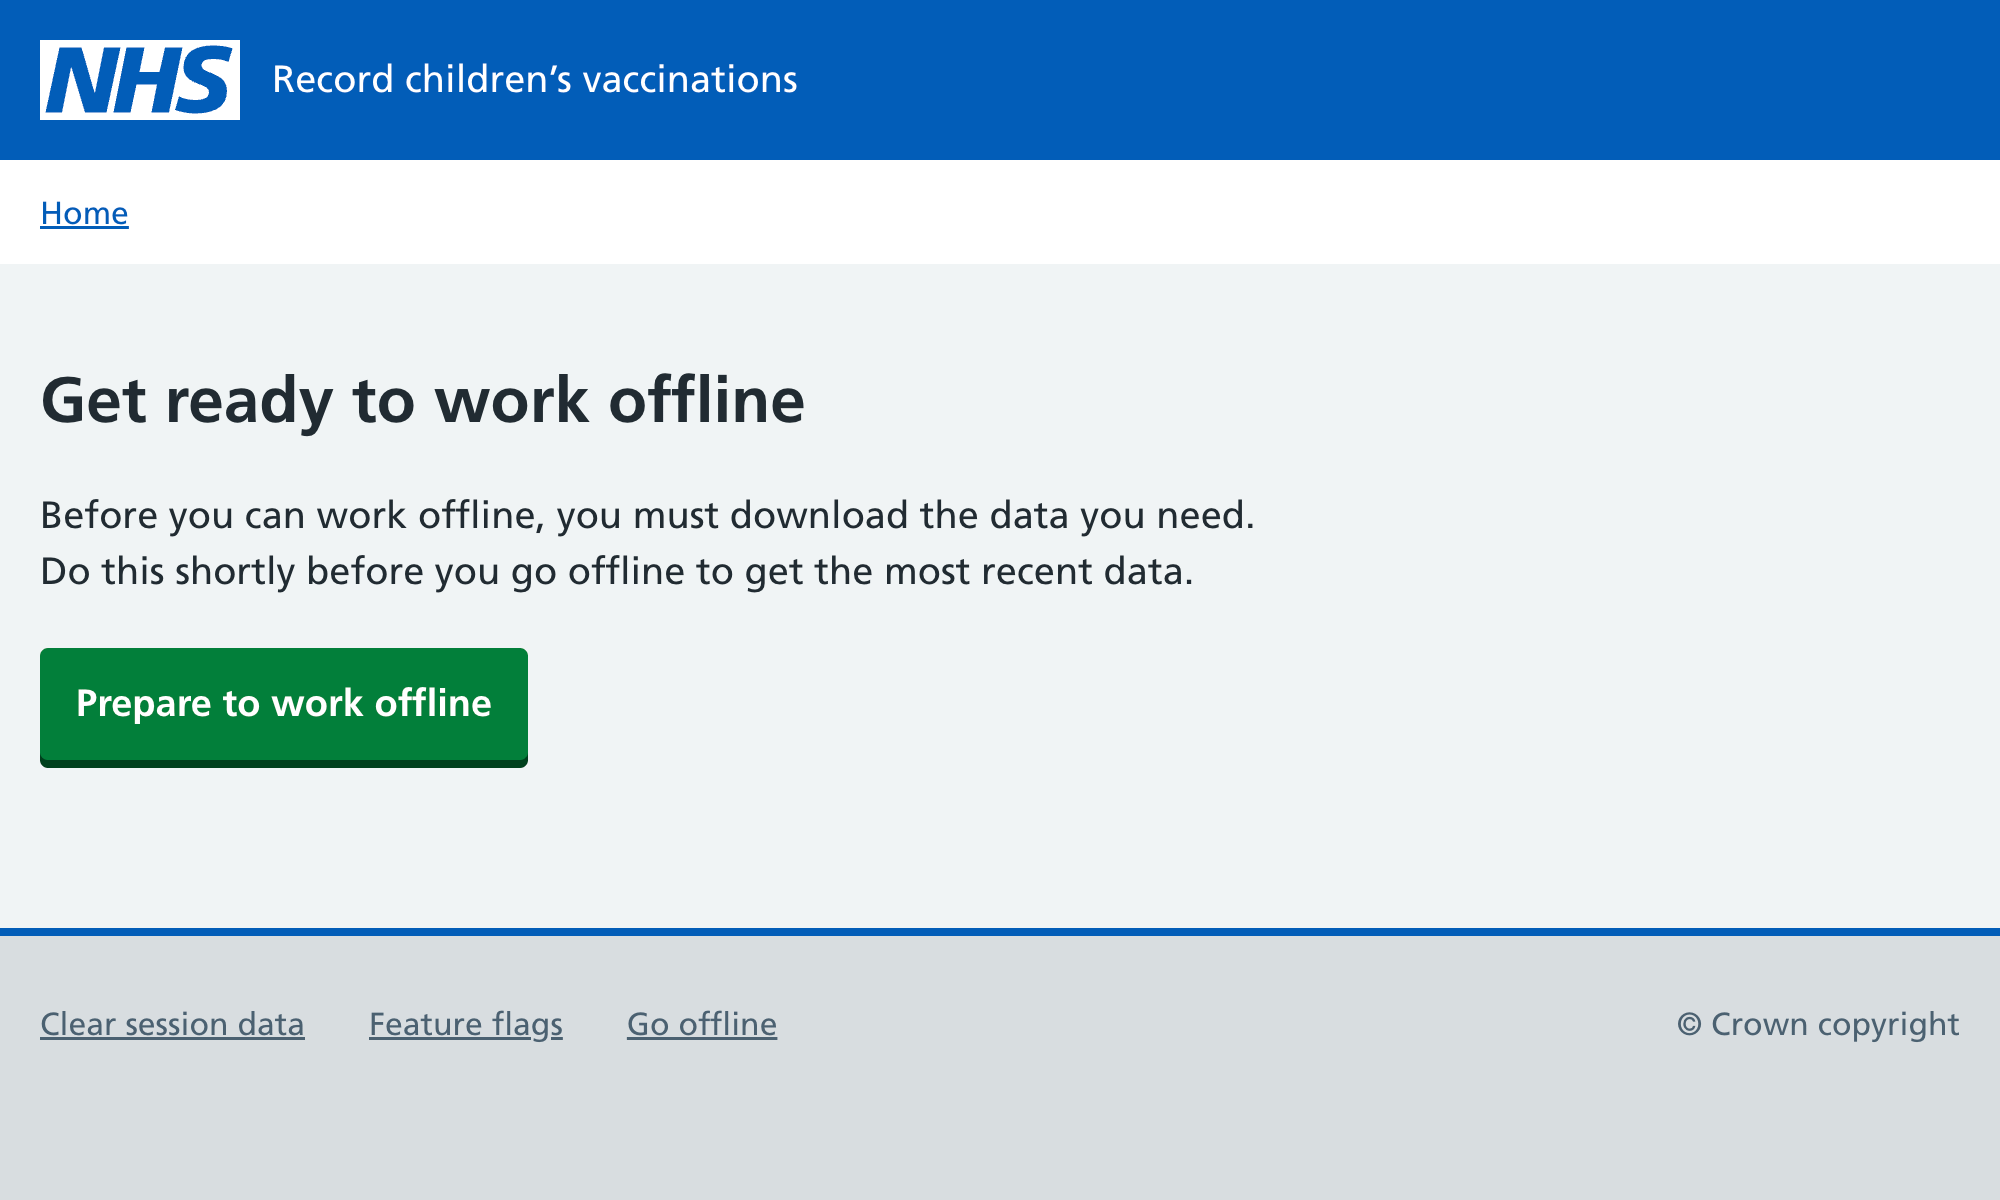 NHS
Record children’s vaccinations
Home
Get ready to work offline
Before you can work offline, you must download the data you need.
Do this shortly before you go offline to get the most recent data.
Prepare to work offline
Clear session data
Feature flags
Go offline
© Crown copyright